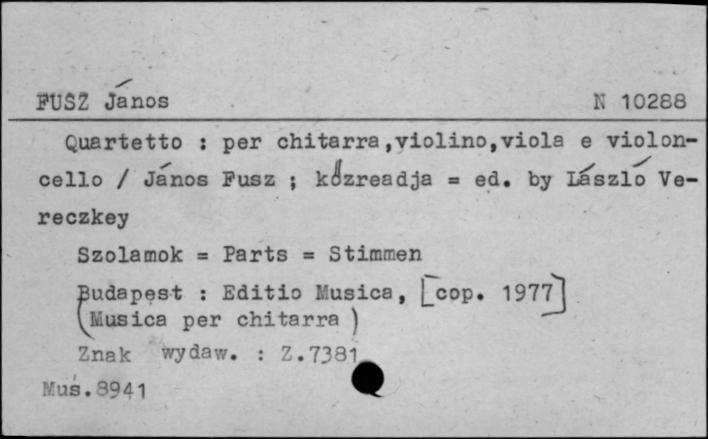 FUSZ János N 10288
Quartetto : per chitarra,violino,viola e violon-
cello / János Fusz ; közreadja = ed. by László Ve-
reczkey
Szolamok = Parts = Stimmen
Budapest : Editio Musica, [cop. 1977]
(Musica per chitarra)
Znak wydaw. : Z.7381
Mus.8941